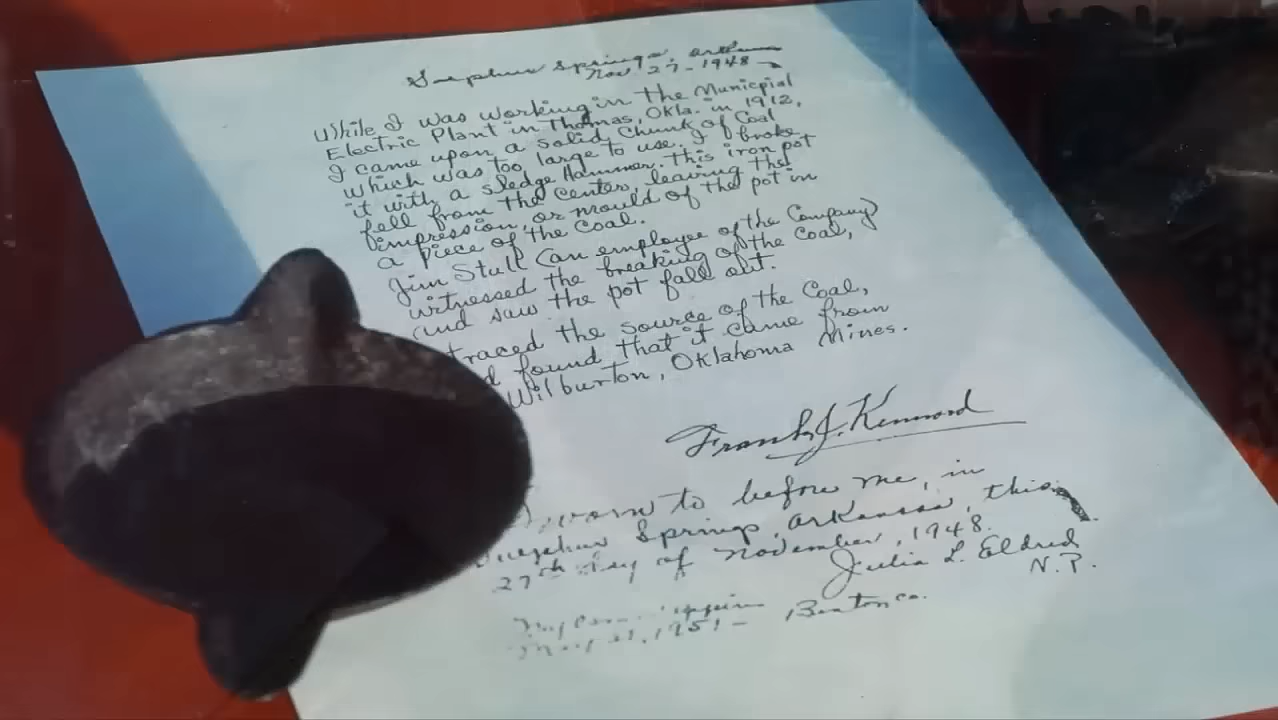 Sulphur Springs, Arkansas
Nov 27-1948
While I was working in the Municpial
Electric Plant in Thomas, Okla. in 1912,
I came upon a solid chunk of coal
which was too large to use. I broke
it with a sledge Hammer. This iron pot
fell from the center, leaving the
impression, or mould of the pot in
a piece of the coal.
Jim Stull (an employee of the Company)
witnessed the breaking of the coal,
and saw the pot fall out.
traced the source of the coal,
d found that it came from
Wilburton, Oklahoma Mines.
Frank J. Kennard
Sworn to before me, in
Sulphur Springs, Arkansas, this
27th day of November, 1948.
Julia L. Eldred
N.P.
My Com
1951- Benton Co.